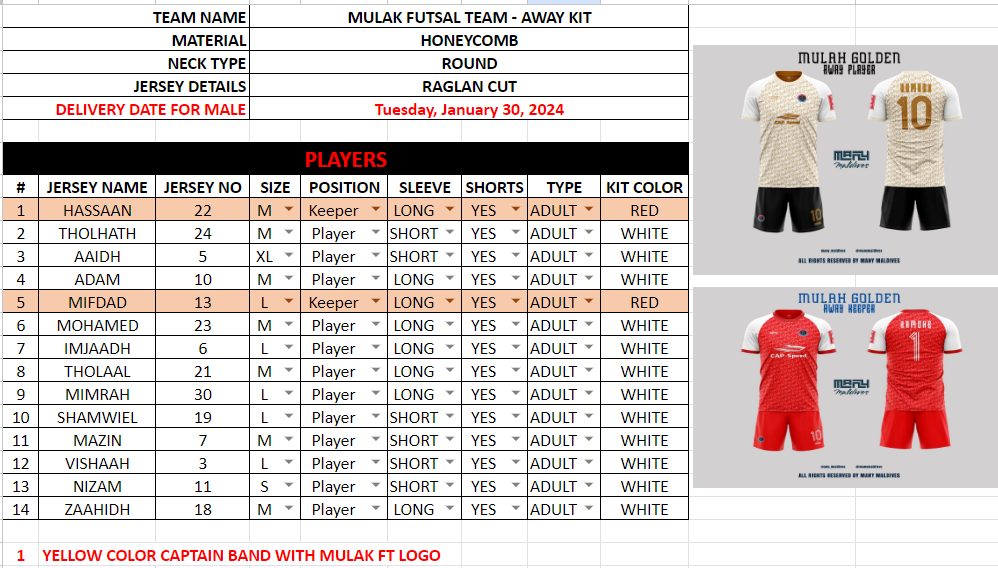 TEAM NAME MULAK FUTSAL TEAM - AWAY KIT
MATERIAL HONEYCOMB
NECK TYPE ROUND
JERSEY DETAILS RAGLAN CUT
DELIVERY DATE FOR MALE Tuesday, January 30, 2024
PLAYERS
# JERSEY NAME JERSEY NO SIZE POSITION SLEEVE SHORTS TYPE KIT COLOR
1 HASSAAN 22 M Keeper LONG YES ADULT RED
2 THOLHATH 24 M Player SHORT YES ADULT WHITE
3 AAIDH 5 XL Player SHORT YES ADULT WHITE
4 ADAM 10 M Player LONG YES ADULT WHITE
5 MIFDAD 13 L Keeper LONG YES ADULT RED
6 MOHAMED 23 M Player LONG YES ADULT WHITE
7 IMJAADH 6 L Player LONG YES ADULT WHITE
8 THOLAAL 21 M Player LONG YES ADULT WHITE
9 MIMRAH 30 L Player LONG YES ADULT WHITE
10 SHAMWIEL 19 L Player SHORT YES ADULT WHITE
11 MAZIN 7 M Player SHORT YES ADULT WHITE
12 VISHAAH 3 L Player SHORT YES ADULT WHITE
13 NIZAM 11 S Player SHORT YES ADULT WHITE
14 ZAAHIDH 18 M Player LONG YES ADULT WHITE
1 YELLOW COLOR CAPTAIN BAND WITH MULAK FT LOGO
MULAH GOLDEN
AWAY PLAYER
CAP Speed
10
MARY
Maldives
10
ALL RIGHTS RESERVED BY MARY MALDIVES
MULAH GOLDEN
AWAY KEEPER
CAP Speed
1
MARY
Maldives
10
ALL RIGHTS RESERVED BY MARY MALDIVES